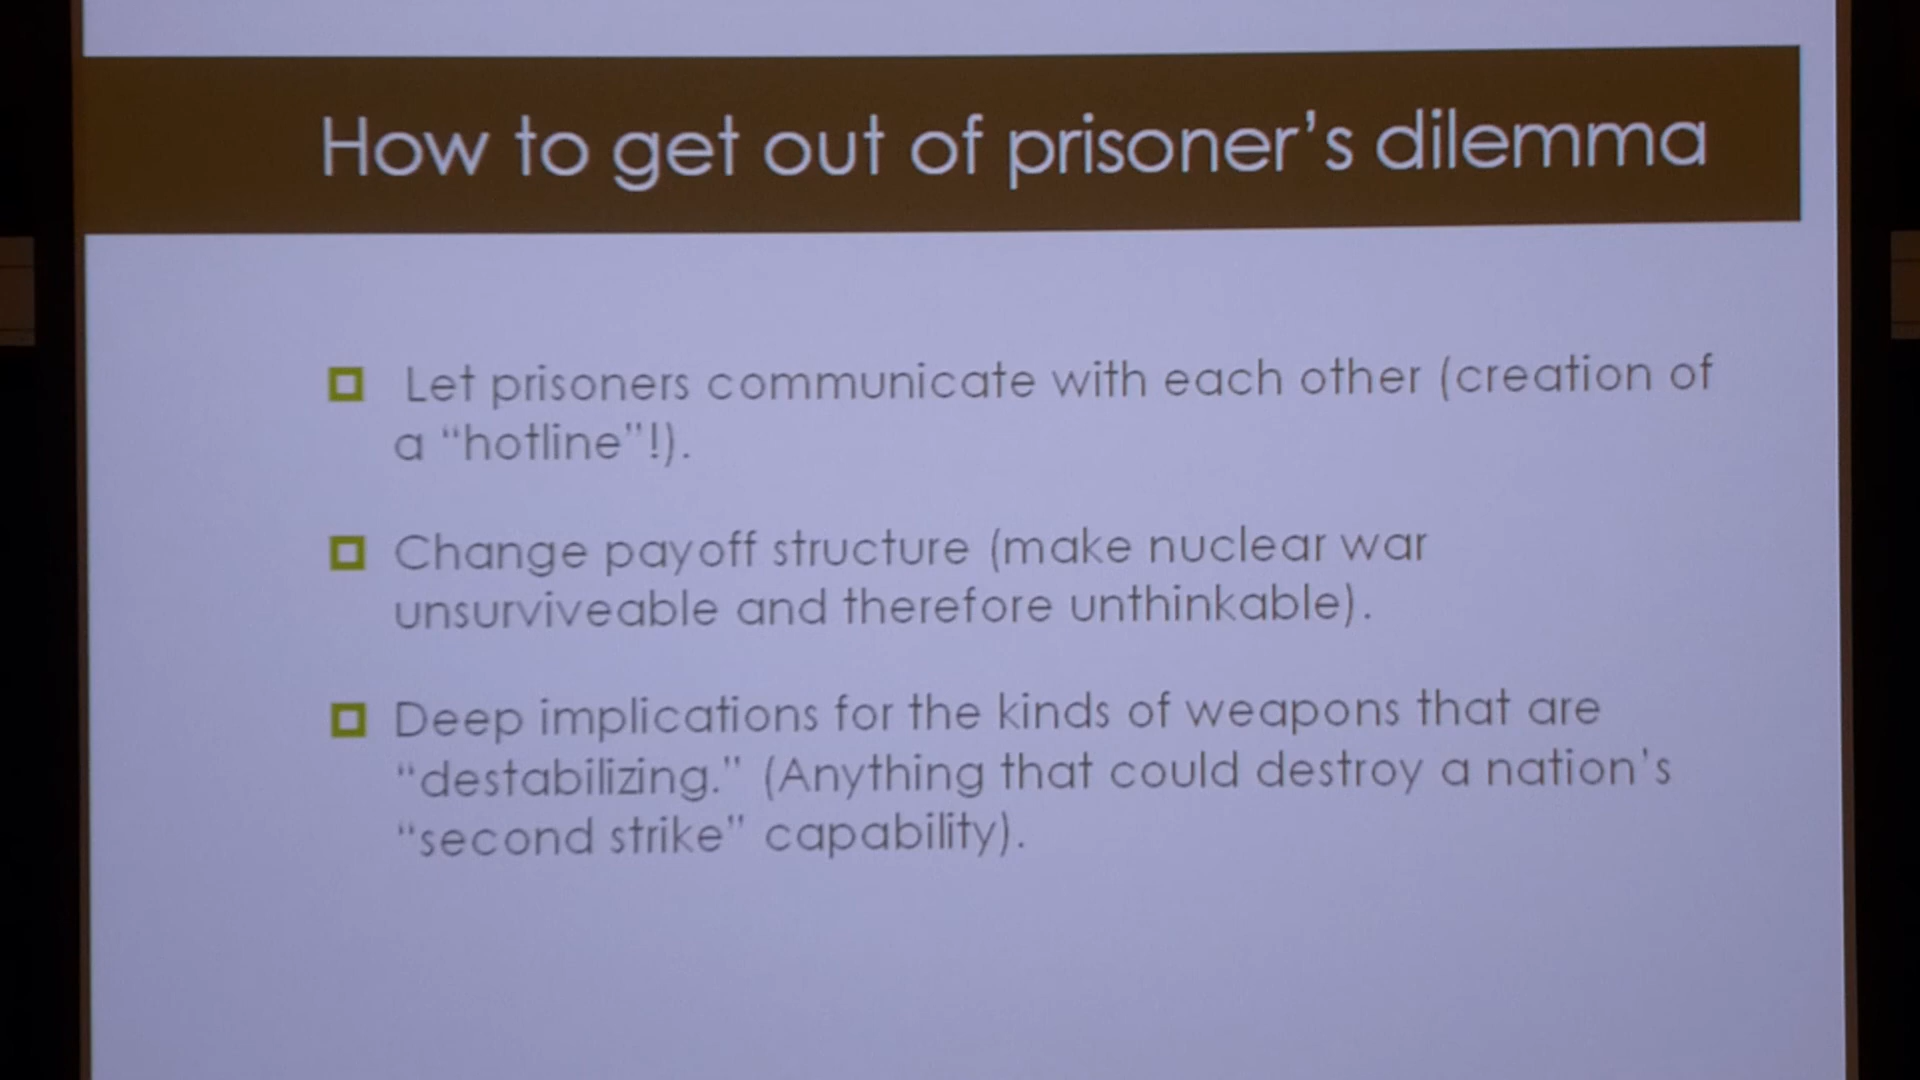 How to get out of prisoner’s dilemma
Let prisoners communicate with each other (creation of
a “hotline”!).
Change payoff structure (make nuclear war
unsurviveable and therefore unthinkable).
Deep implications for the kinds of weapons that are
“destabilizing.” (Anything that could destroy a nation’s
“second strike” capability).